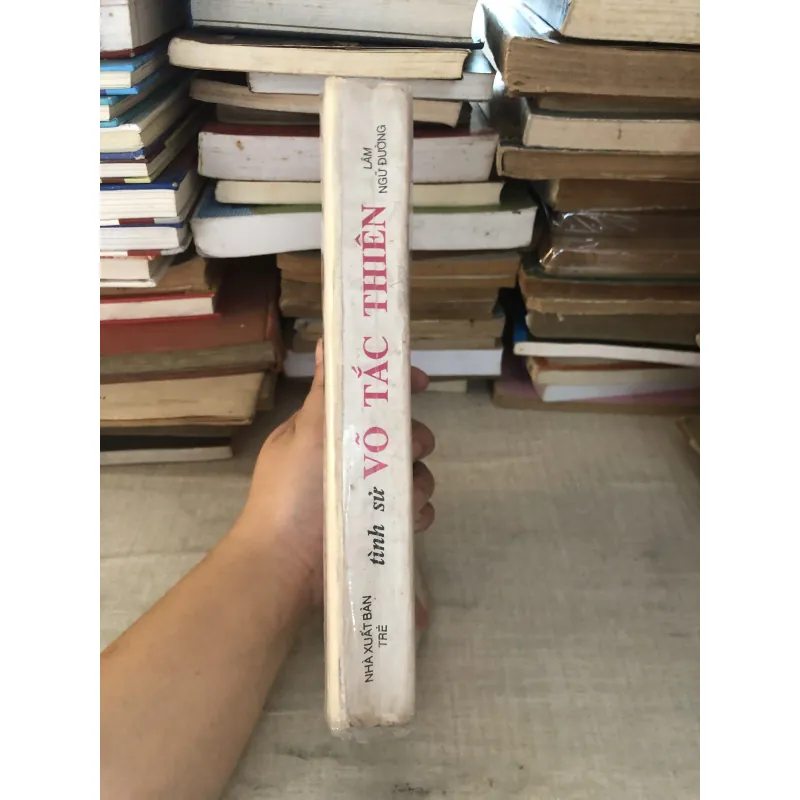 NHÀ XUẤT BẢN
TRẺ
tình sử VÕ TẮC THIÊN
LÂM
NGỮ ĐƯỜNG